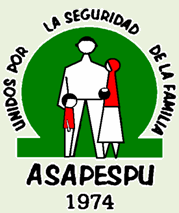 UNIDOS POR LA SEGURIDAD DE LA FAMILIA
ASAPESPU
1974